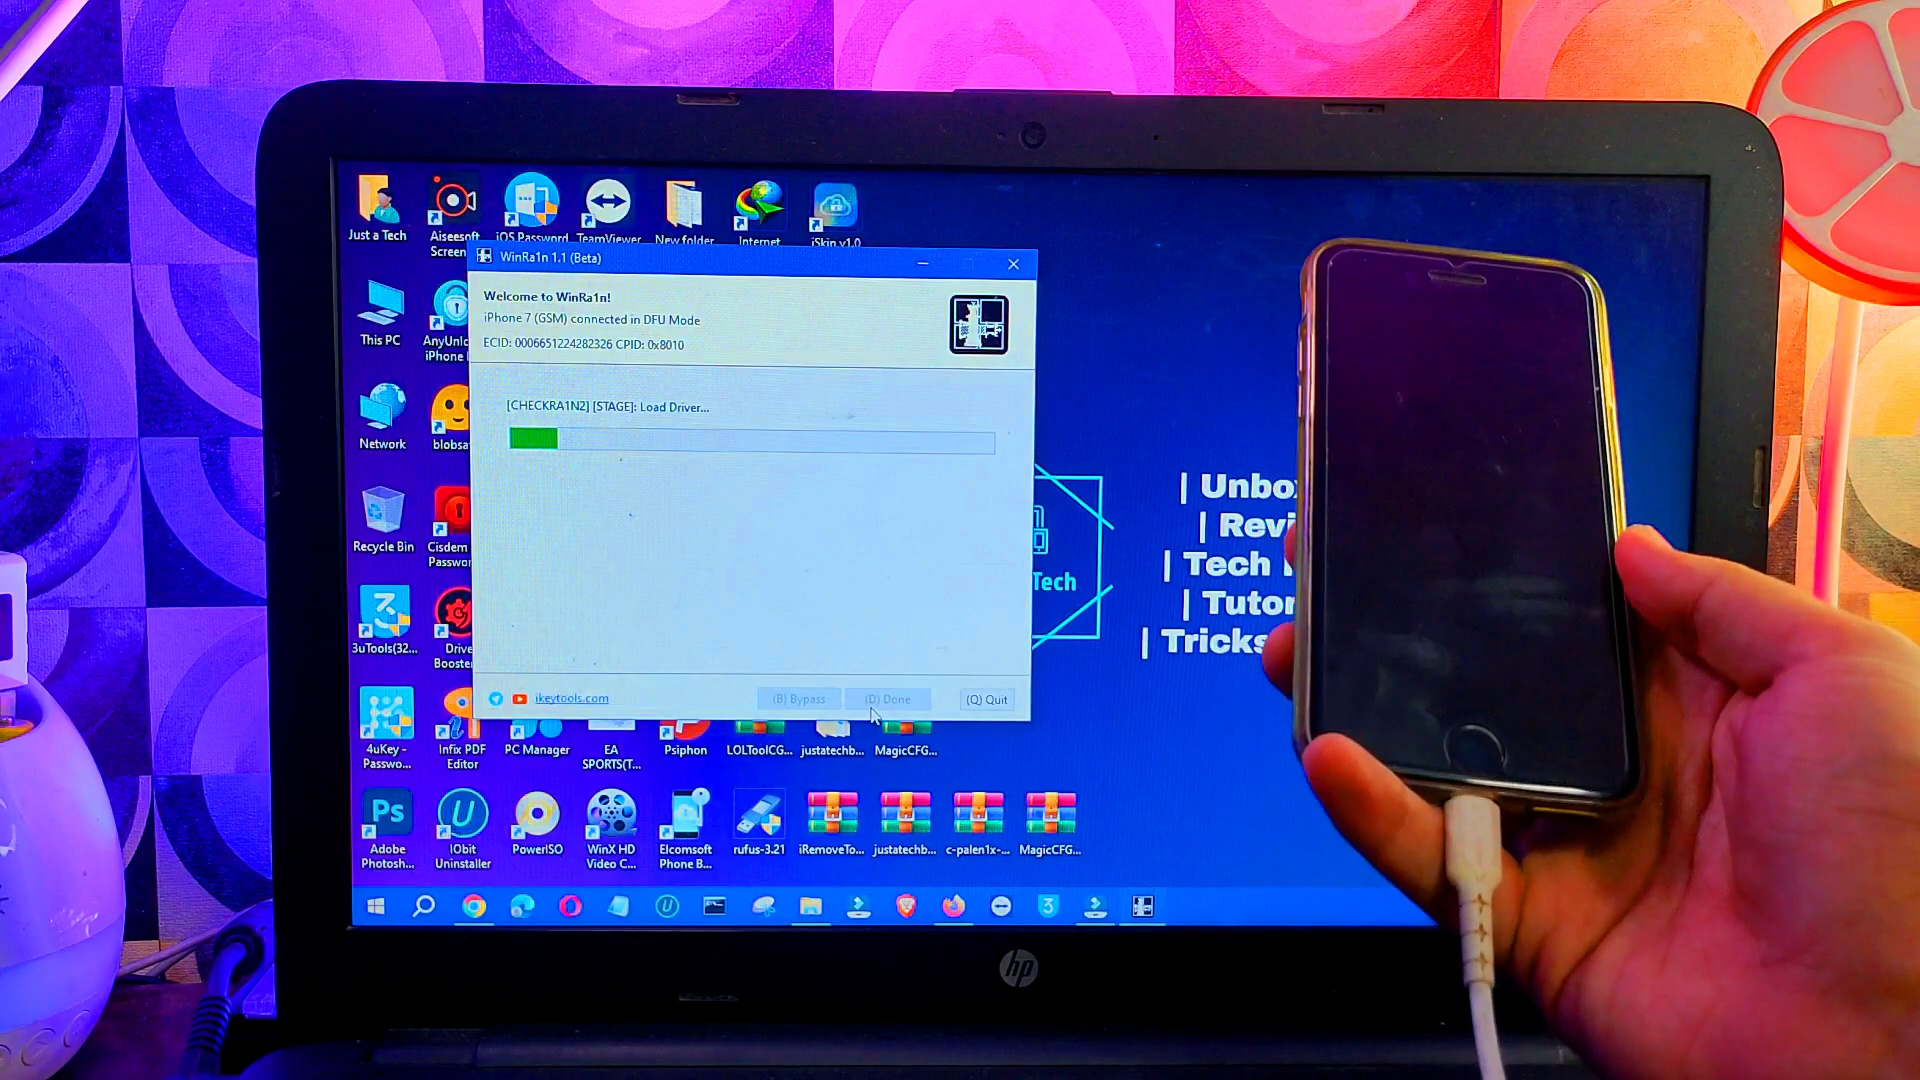 Just a Tech
Aiseesoft
Screen
iOS Password
TeamViewer
New folder
Internet
iSkin v1.0
WinRa1n 1.1 (Beta)
Welcome to WinRa1n!
iPhone 7 (GSM) connected in DFU Mode
ECID: 0006651224282326 CPID: 0x8010
[CHECKRA1N2] [STAGE]: Load Driver...
ikeytools.com
(B) Bypass
(D) Done
(Q) Quit
This PC
AnyUnlo
iPhone
Network
blobsa
Recycle Bin
Cisdem
Passwor
3uTools(32...
Drive
Booste
Tech
| Unbo
| Revi
| Tech
| Tutor
| Tricks
4uKey -
Passwo...
Infix PDF
Editor
PC Manager
EA
SPORTS(T...
Psiphon
LOLToolCG...
justatechb...
MagicCFG...
Ps
Adobe
Photosh...
U
IObit
Uninstaller
PowerISO
WinX HD
Video C...
Elcomsoft
Phone B...
rufus-3.21
iRemoveTo...
justatechb...
c-palen1x-...
MagicCFG...
hp